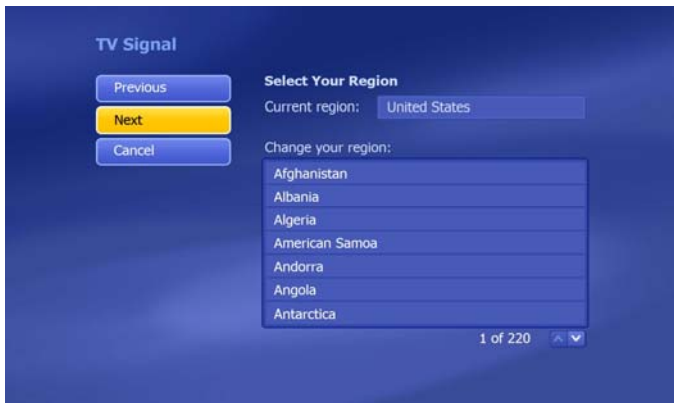 TV Signal
Previous
Next
Cancel
Select Your Region
Current region: United States
Change your region:
Afghanistan
Albania
Algeria
American Samoa
Andorra
Angola
Antarctica
1 of 220